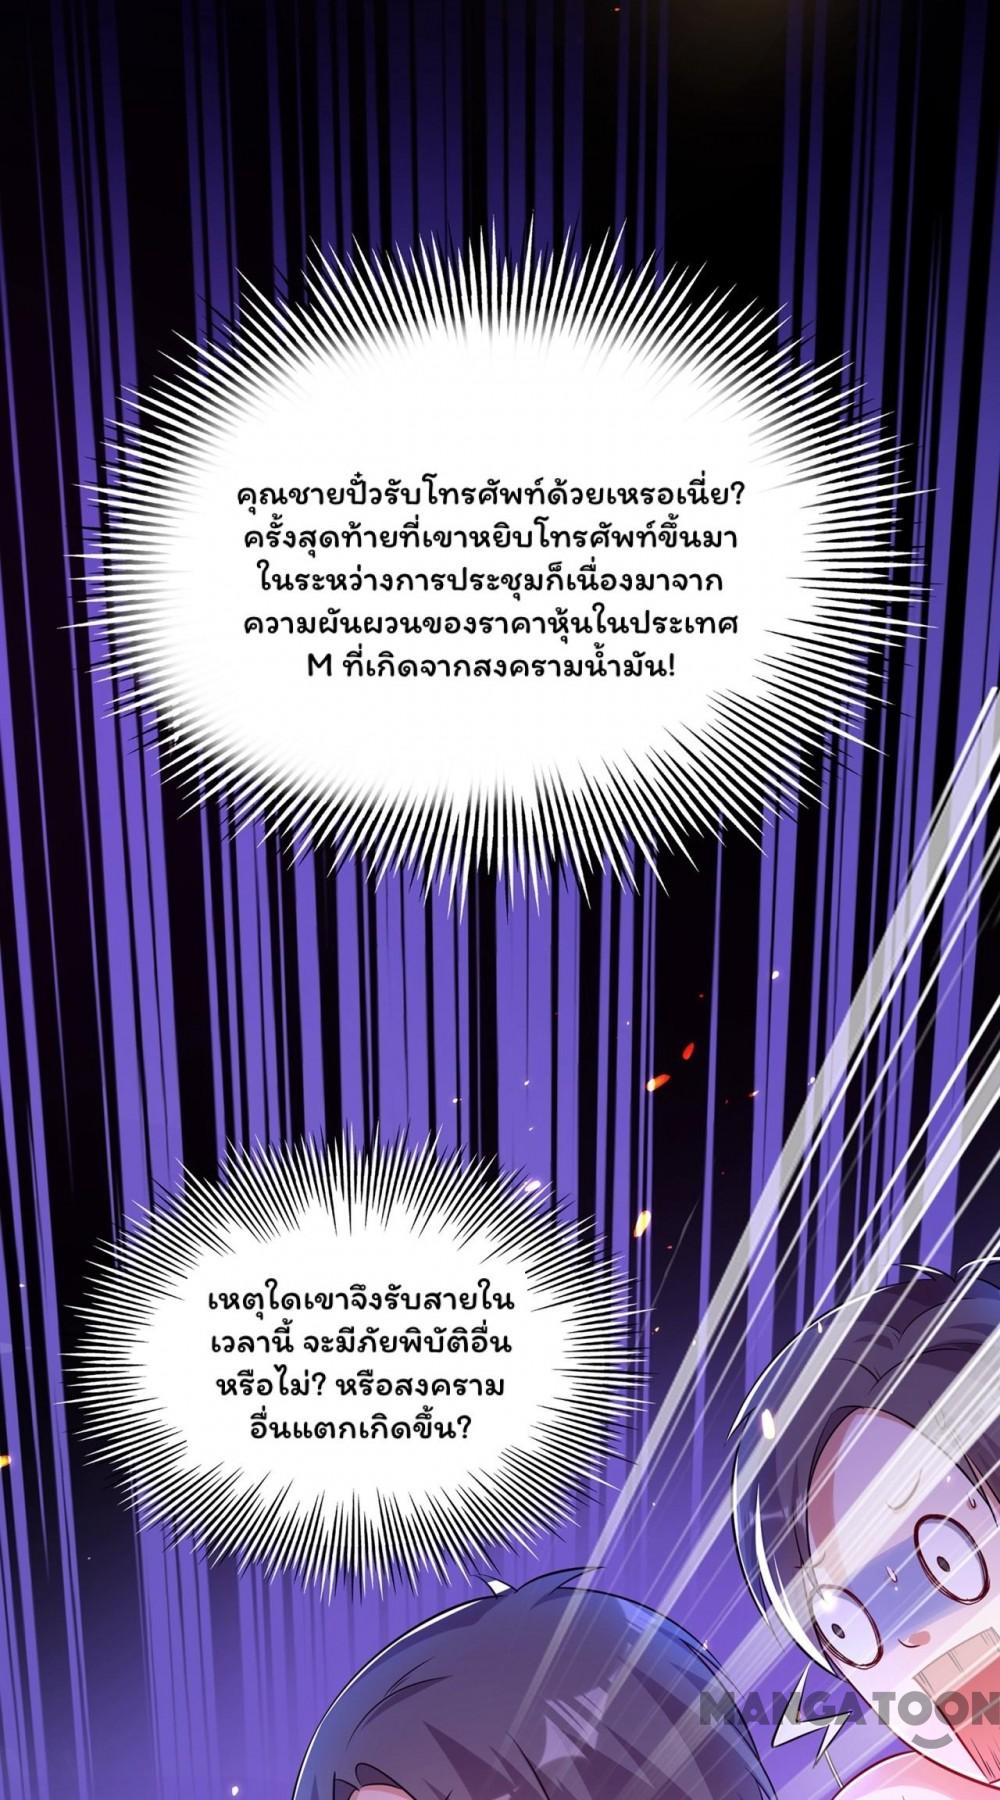 คุณชายปั๋วรับโทรศัพท์ด้วยเหรอเนี่ย?
ครั้งสุดท้ายที่เขาหยิบโทรศัพท์ขึ้นมา
ในระหว่างการประชุมก็เนื่องมาจาก
ความผันผวนของราคาหุ้นในประเทศ
M ที่เกิดจากสงครามน้ำมัน!
เหตุใดเขาจึงรับสายใน
เวลานี้ จะมีภัยพิบัติอื่น
หรือไม่? หรือสงคราม
อื่นแตกเกิดขึ้น?
MANGATOON